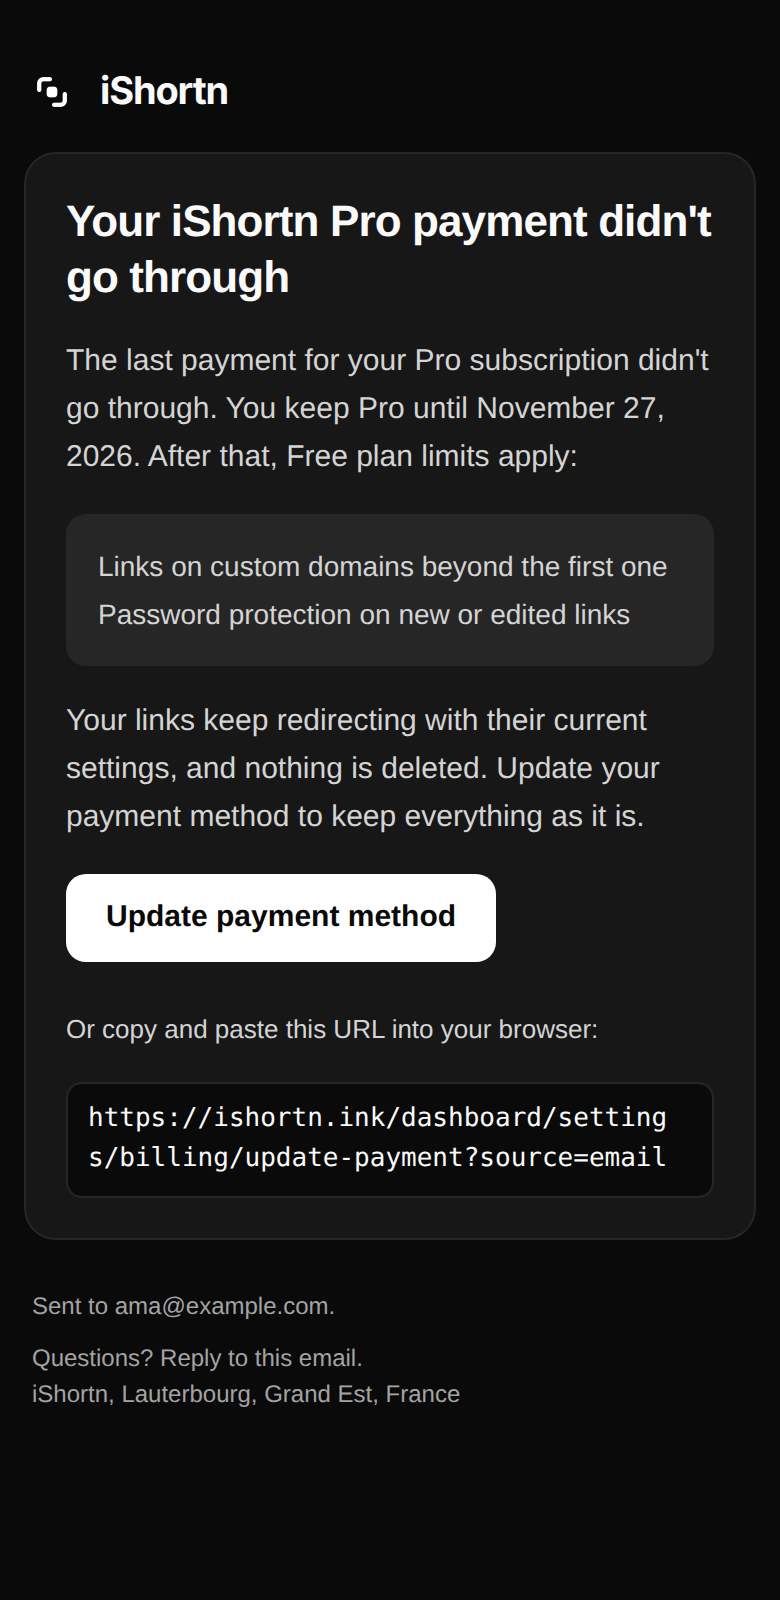 iShortn
Your iShortn Pro payment didn't
go through
The last payment for your Pro subscription didn't
go through. You keep Pro until November 27,
2026. After that, Free plan limits apply:
Links on custom domains beyond the first one
Password protection on new or edited links
Your links keep redirecting with their current
settings, and nothing is deleted. Update your
payment method to keep everything as it is.
Update payment method
Or copy and paste this URL into your browser:
https://ishortn.ink/dashboard/setting
s/billing/update-payment?source=email
Sent to ama@example.com.
Questions? Reply to this email.
iShortn, Lauterbourg, Grand Est, France